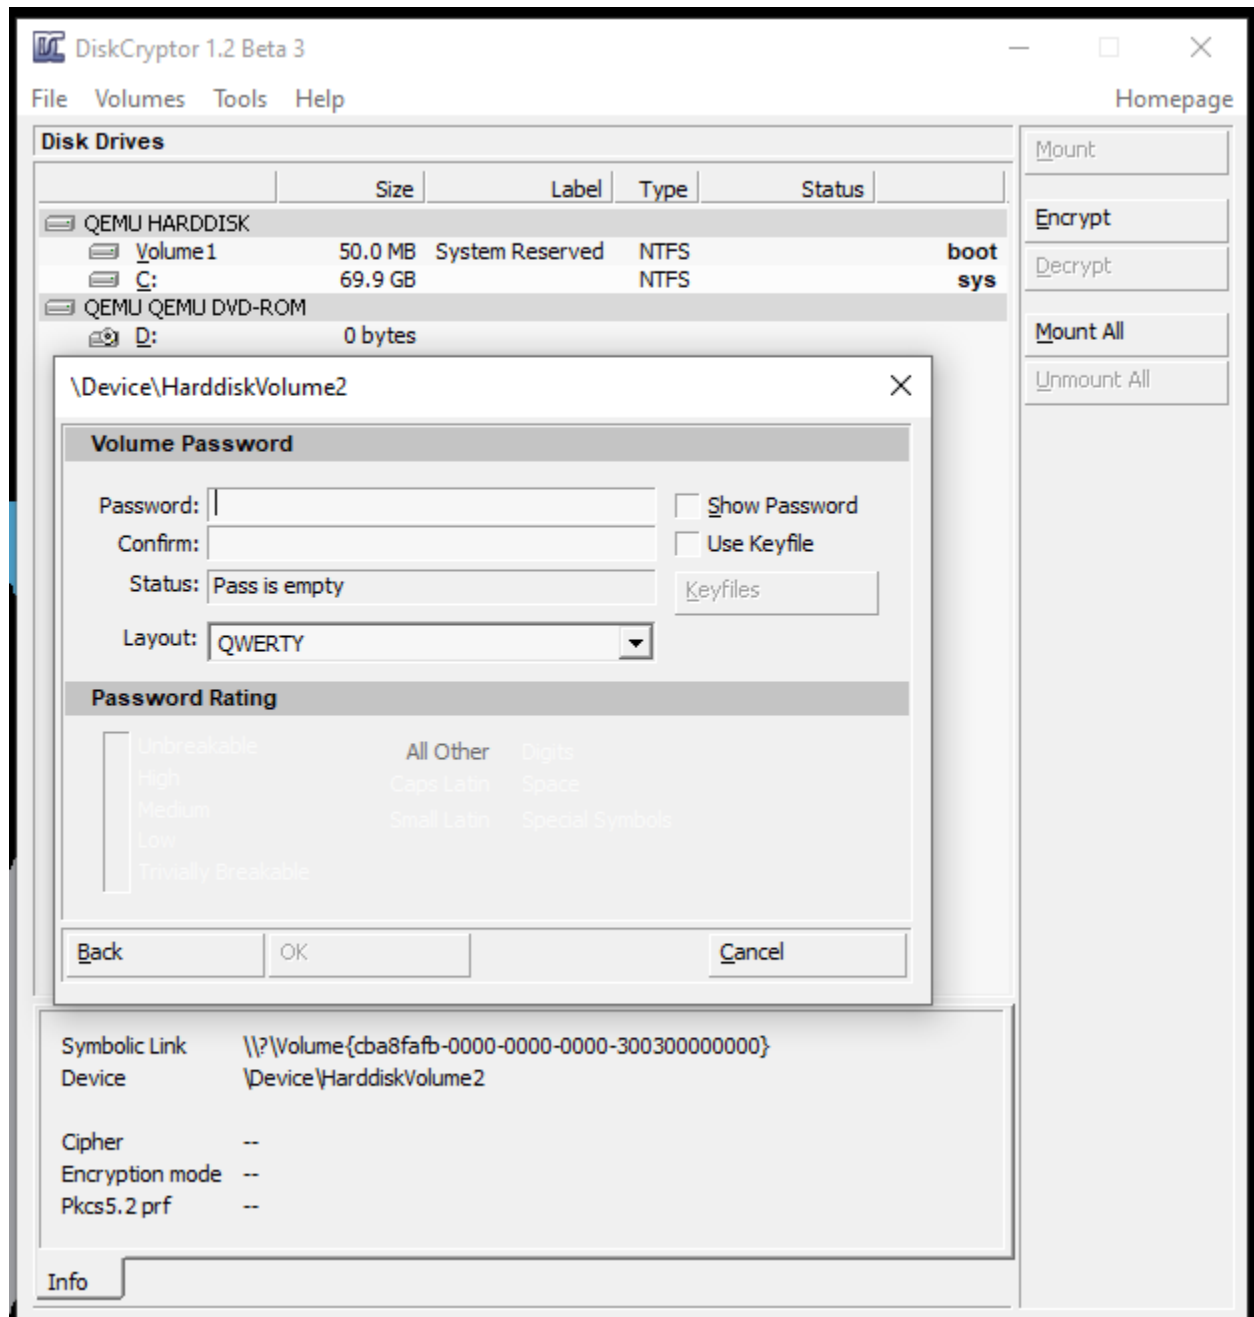 DiskCryptor 1.2 Beta 3
File Volumes Tools Help Homepage
Disk Drives
Size Label Type Status
QEMU HARDDISK
Volume1 50.0 MB System Reserved NTFS boot
C: 69.9 GB NTFS sys
QEMU QEMU DVD-ROM
D: 0 bytes
Mount
Encrypt
Decrypt
Mount All
Unmount All
\Device\HarddiskVolume2
Volume Password
Password:
Show Password
Confirm:
Use Keyfile
Status: Pass is empty
Keyfiles
Layout: QWERTY
Password Rating
Unbreakable All Other Digits
High Caps Latin Space
Medium Small Latin Special Symbols
Low
Trivially Breakable
Back OK Cancel
Symbolic Link \\?\Volume{cba8fafb-0000-0000-0000-300300000000}
Device \Device\HarddiskVolume2
Cipher --
Encryption mode --
Pkcs5.2 prf --
Info